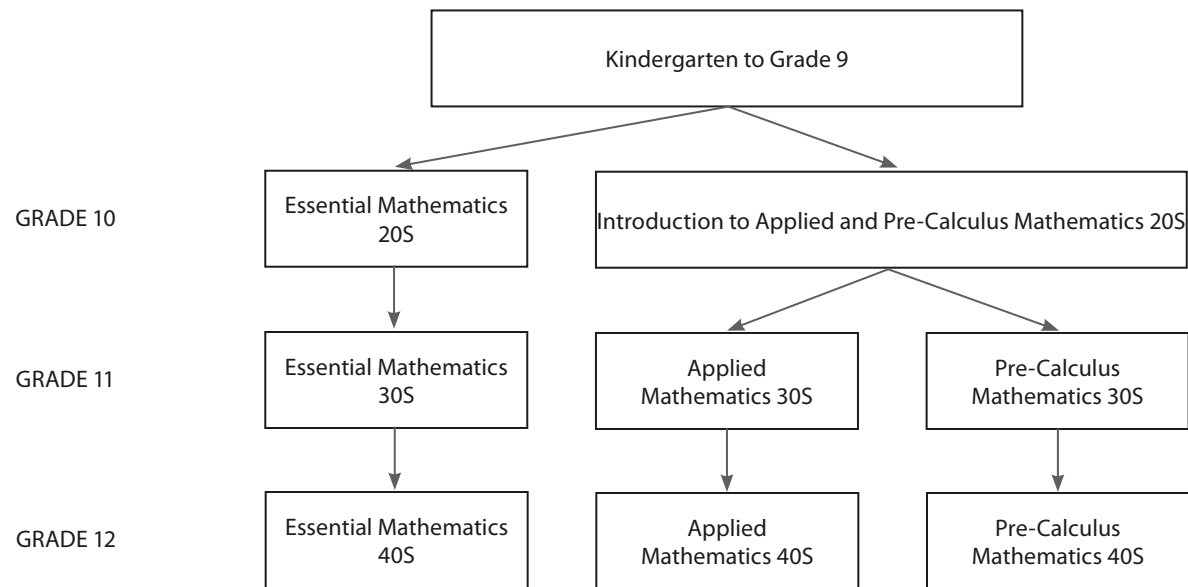 Kindergarten to Grade 9
GRADE 10
Essential Mathematics
20S
Introduction to Applied and Pre-Calculus Mathematics 20S
GRADE 11
Essential Mathematics
30S
Applied
Mathematics 30S
Pre-Calculus
Mathematics 30S
GRADE 12
Essential Mathematics
40S
Applied
Mathematics 40S
Pre-Calculus
Mathematics 40S